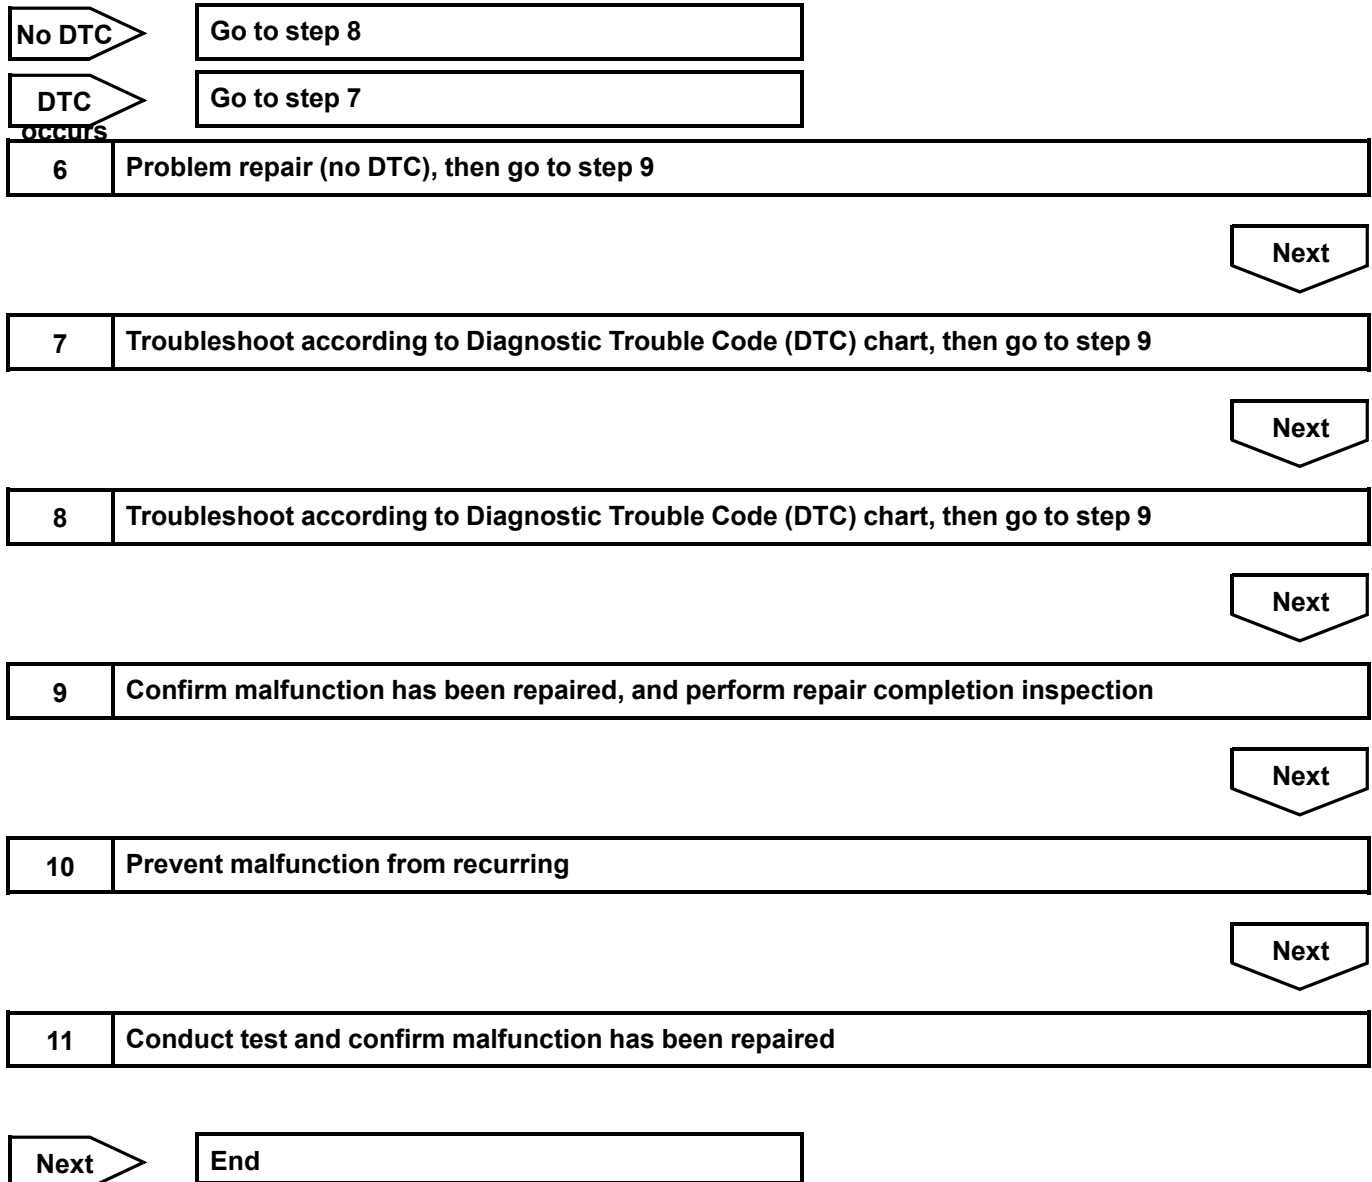 No DTC
Go to step 8
DTC
occurs
Go to step 7
6
Problem repair (no DTC), then go to step 9
Next
7
Troubleshoot according to Diagnostic Trouble Code (DTC) chart, then go to step 9
Next
8
Troubleshoot according to Diagnostic Trouble Code (DTC) chart, then go to step 9
Next
9
Confirm malfunction has been repaired, and perform repair completion inspection
Next
10
Prevent malfunction from recurring
Next
11
Conduct test and confirm malfunction has been repaired
Next
End